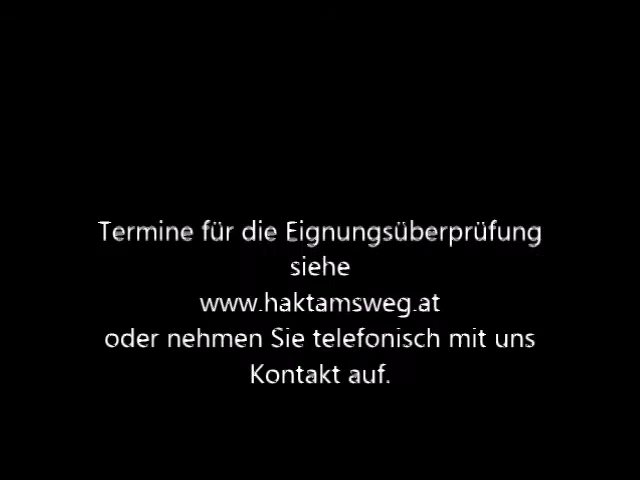 Termine für die Eignungsüberprüfung
siehe
www.haktamsweg.at
oder nehmen Sie telefonisch mit uns
Kontakt auf.